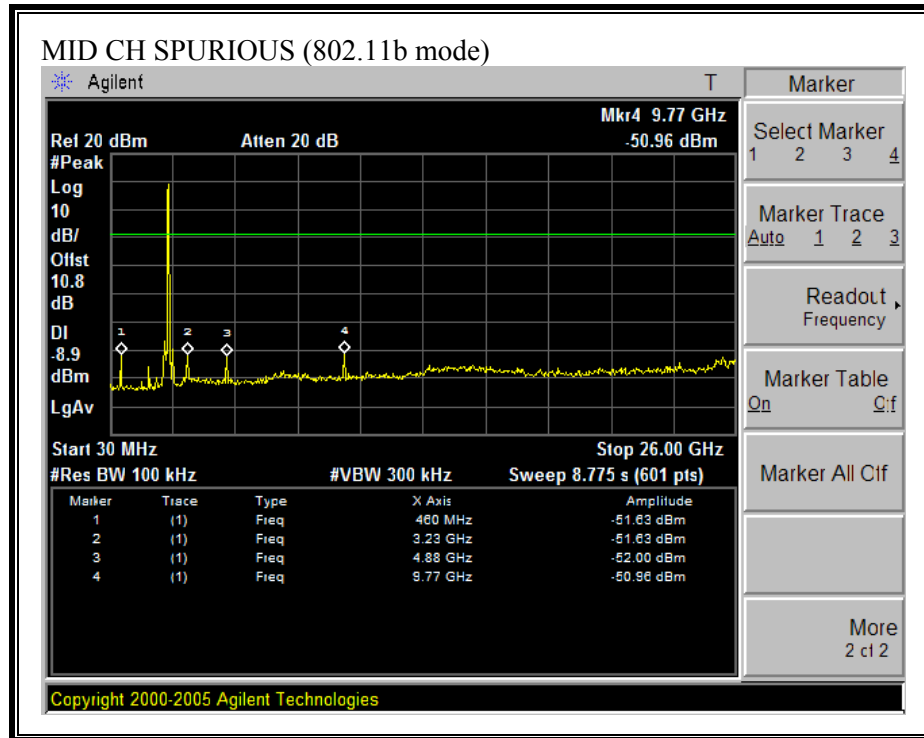 MID CH SPURIOUS (802.11b mode)
Agilent T
Mkr4 9.77 GHz
Ref 20 dBm Atten 20 dB -50.96 dBm
#Peak
Log
10
dB/
Offst
10.8
dB
DI
-8.9
dBm
LgAv
1 2 3 4
Start 30 MHz Stop 26.00 GHz
#Res BW 100 kHz #VBW 300 kHz Sweep 8.775 s (601 pts)
Marker Trace Type X Axis Amplitude
1 (1) Freq 460 MHz -51.63 dBm
2 (1) Freq 3.23 GHz -51.63 dBm
3 (1) Freq 4.88 GHz -52.00 dBm
4 (1) Freq 9.77 GHz -50.96 dBm
Copyright 2000-2005 Agilent Technologies
Marker
Select Marker
1 2 3 4
Marker Trace
Auto 1 2 3
Readout
Frequency
Marker Table
On Off
Marker All Off
More
2 of 2